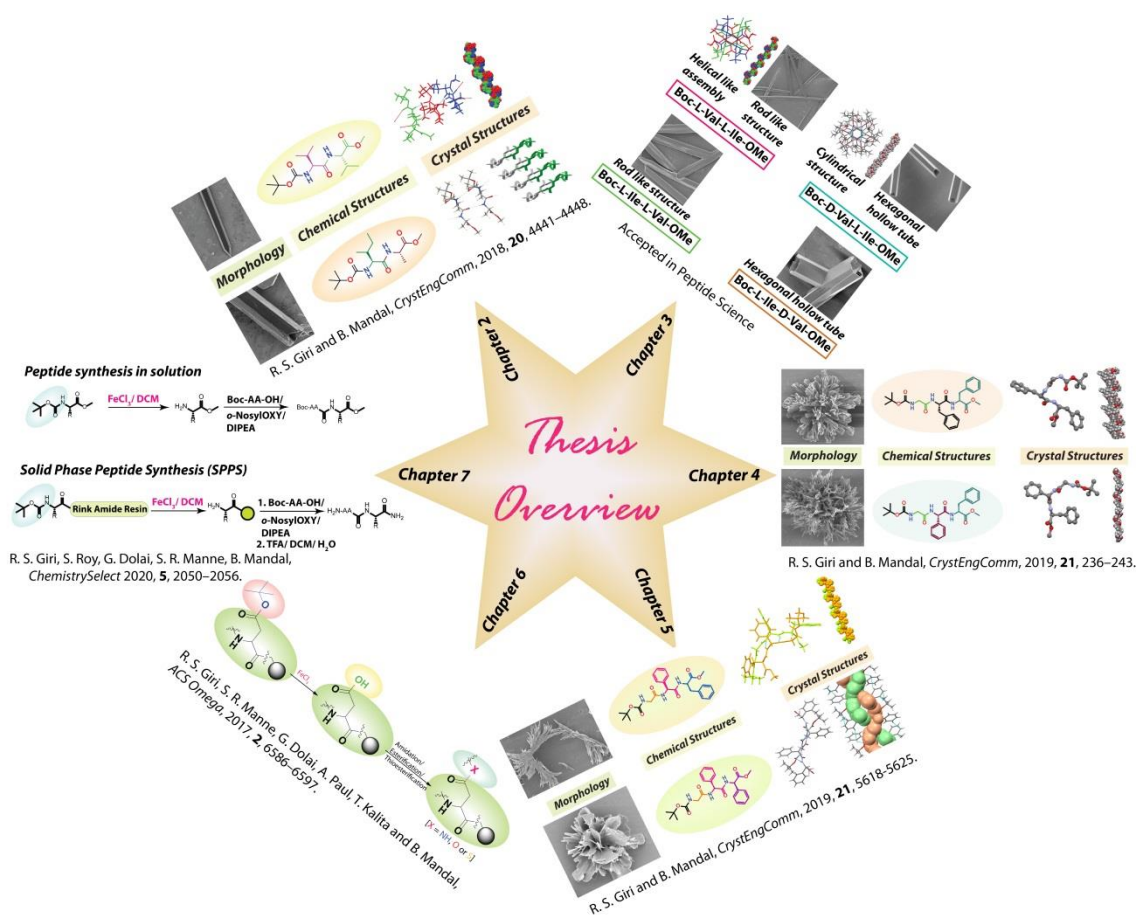 Thesis
Overview
Chapter 2
Chapter 3
Chapter 4
Chapter 5
Chapter 6
Chapter 7
Morphology
Chemical Structures
Crystal Structures
R. S. Giri and B. Mandal, CrystEngComm, 2018, 20, 4441–4448.
Helical like
assembly
Rod like
structure
Boc-L-Val-L-Ile-OMe
Rod like structure
Boc-L-Ile-L-Val-OMe
Cylindrical
structure
Hexagonal
hollow tube
Boc-D-Val-L-Ile-OMe
Hexagonal hollow tube
Boc-L-Ile-D-Val-OMe
Accepted in Peptide Science
Morphology
Chemical Structures
Crystal Structures
R. S. Giri and B. Mandal, CrystEngComm, 2019, 21, 236–243.
Morphology
Chemical Structures
Crystal Structures
R. S. Giri and B. Mandal, CrystEngComm, 2019, 21, 5618-5625.
FeCl3
OH
Amidation/
Esterification/
Thioesterification
X
[X = NH, O or S]
R. S. Giri, S. R. Manne, G. Dolai, A. Paul, T. Kalita and B. Mandal,
ACS Omega, 2017, 2, 6586–6597.
Peptide synthesis in solution
FeCl3/ DCM
Boc-AA-OH/
o-NosylOXY/
DIPEA
Boc-AA
Solid Phase Peptide Synthesis (SPPS)
Rink Amide Resin
FeCl3/ DCM
1. Boc-AA-OH/
o-NosylOXY/
DIPEA
2. TFA/ DCM/ H2O
H2N-AA
R. S. Giri, S. Roy, G. Dolai, S. R. Manne, B. Mandal,
ChemistrySelect 2020, 5, 2050–2056.